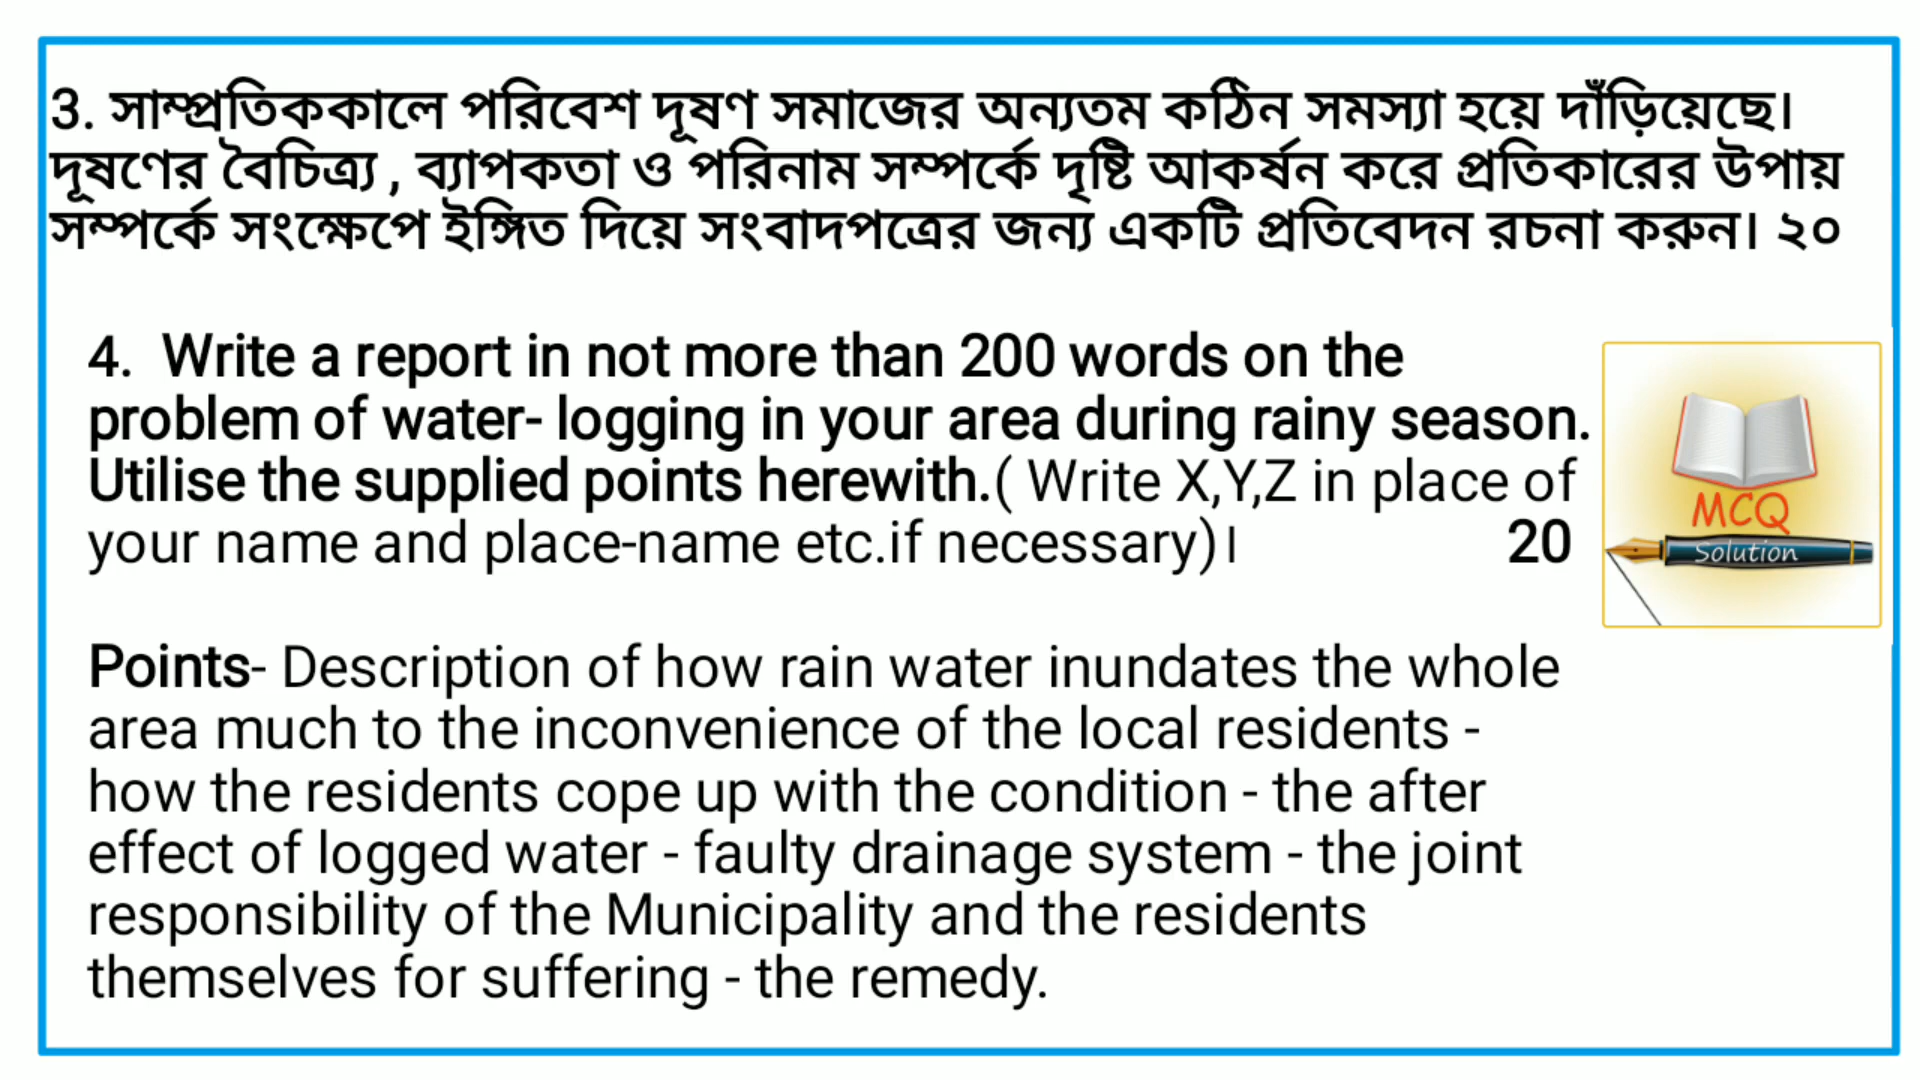 3. সাম্প্রতিককালে পরিবেশ দূষণ সমাজের অন্যতম কঠিন সমস্যা হয়ে দাঁড়িয়েছে।
দূষণের বৈচিত্র্য , ব্যাপকতা ও পরিনাম সম্পর্কে দৃষ্টি আকর্ষন করে প্রতিকারের উপায়
সম্পর্কে সংক্ষেপে ইঙ্গিত দিয়ে সংবাদপত্রের জন্য একটি প্রতিবেদন রচনা করুন। ২০
4. Write a report in not more than 200 words on the
problem of water- logging in your area during rainy season.
Utilise the supplied points herewith.( Write X,Y,Z in place of
your name and place-name etc.if necessary)। 20
MCQ
Solution
Points- Description of how rain water inundates the whole
area much to the inconvenience of the local residents -
how the residents cope up with the condition - the after
effect of logged water - faulty drainage system - the joint
responsibility of the Municipality and the residents
themselves for suffering - the remedy.